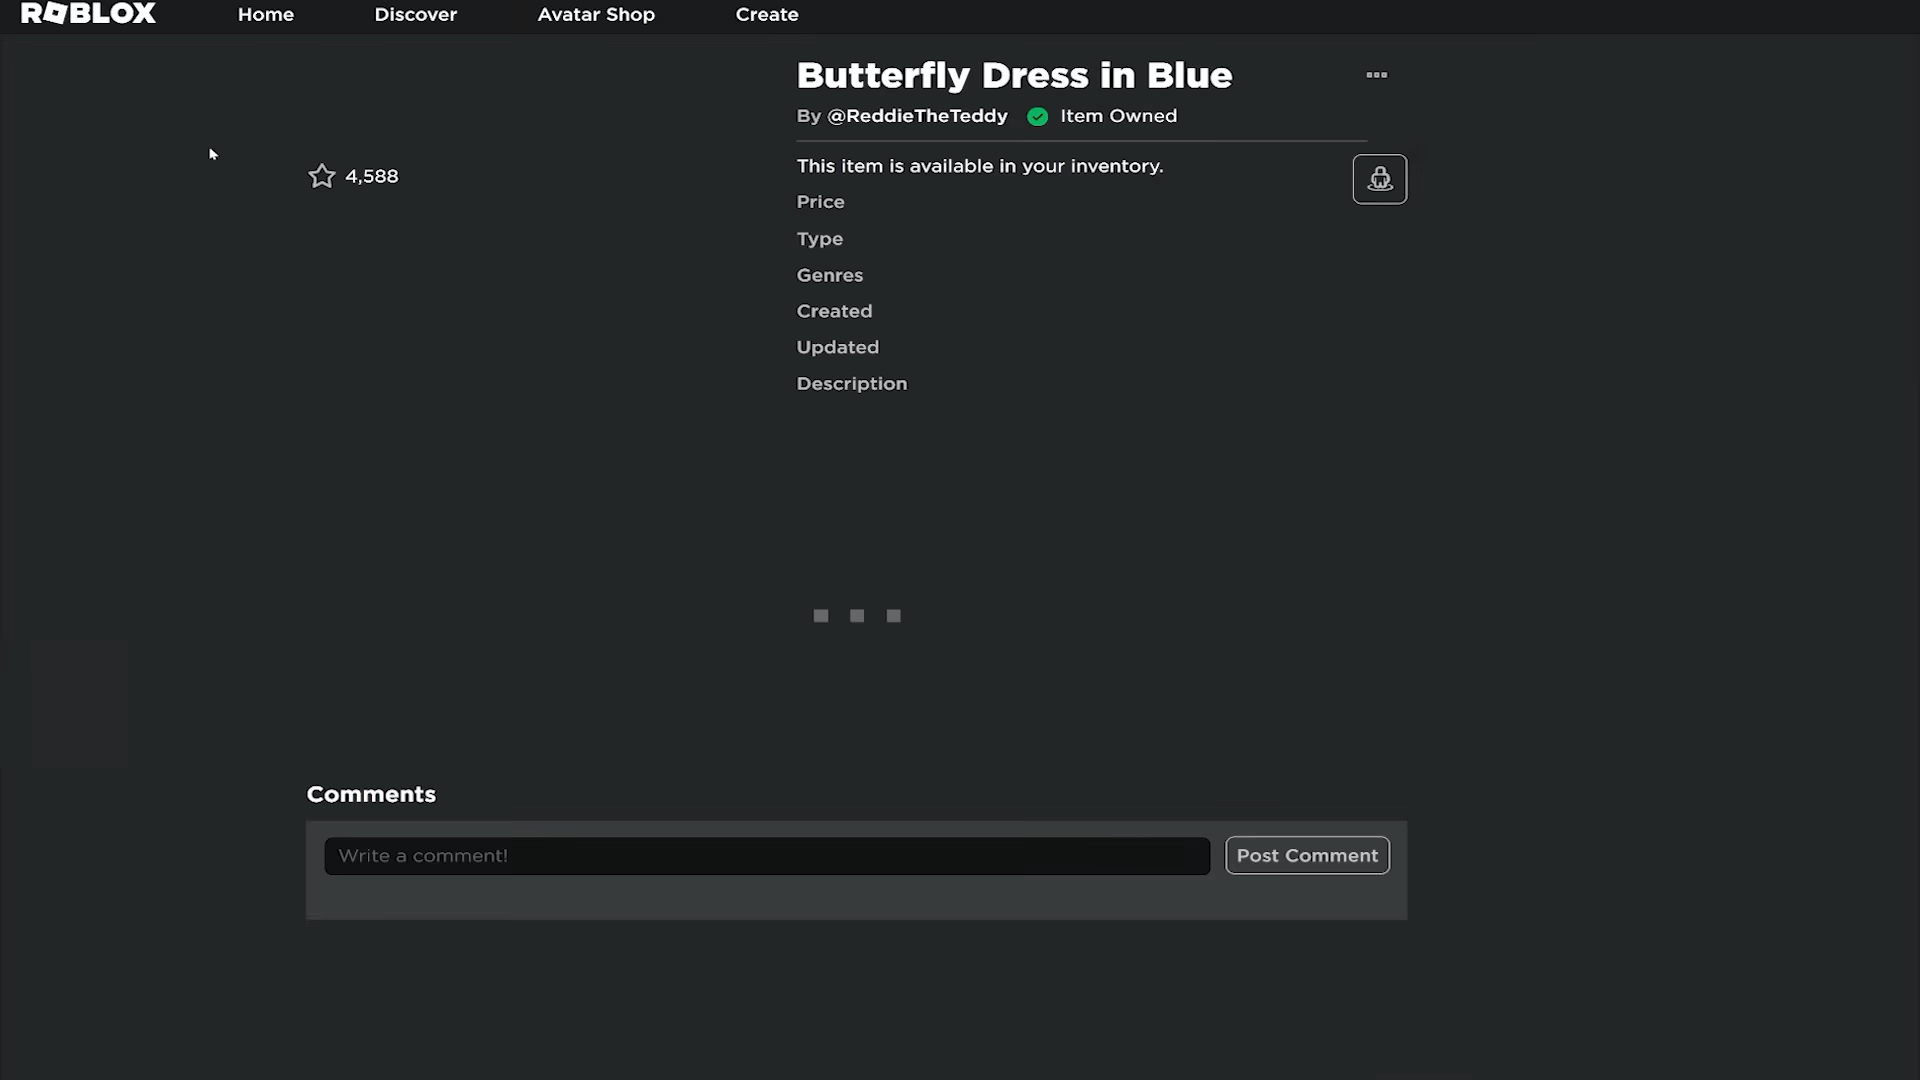 ROBLOX Home Discover Avatar Shop Create
Butterfly Dress in Blue
By @ReddieTheTeddy Item Owned
This item is available in your inventory.
4,588
Price
Type
Genres
Created
Updated
Description
Comments
Write a comment! Post Comment